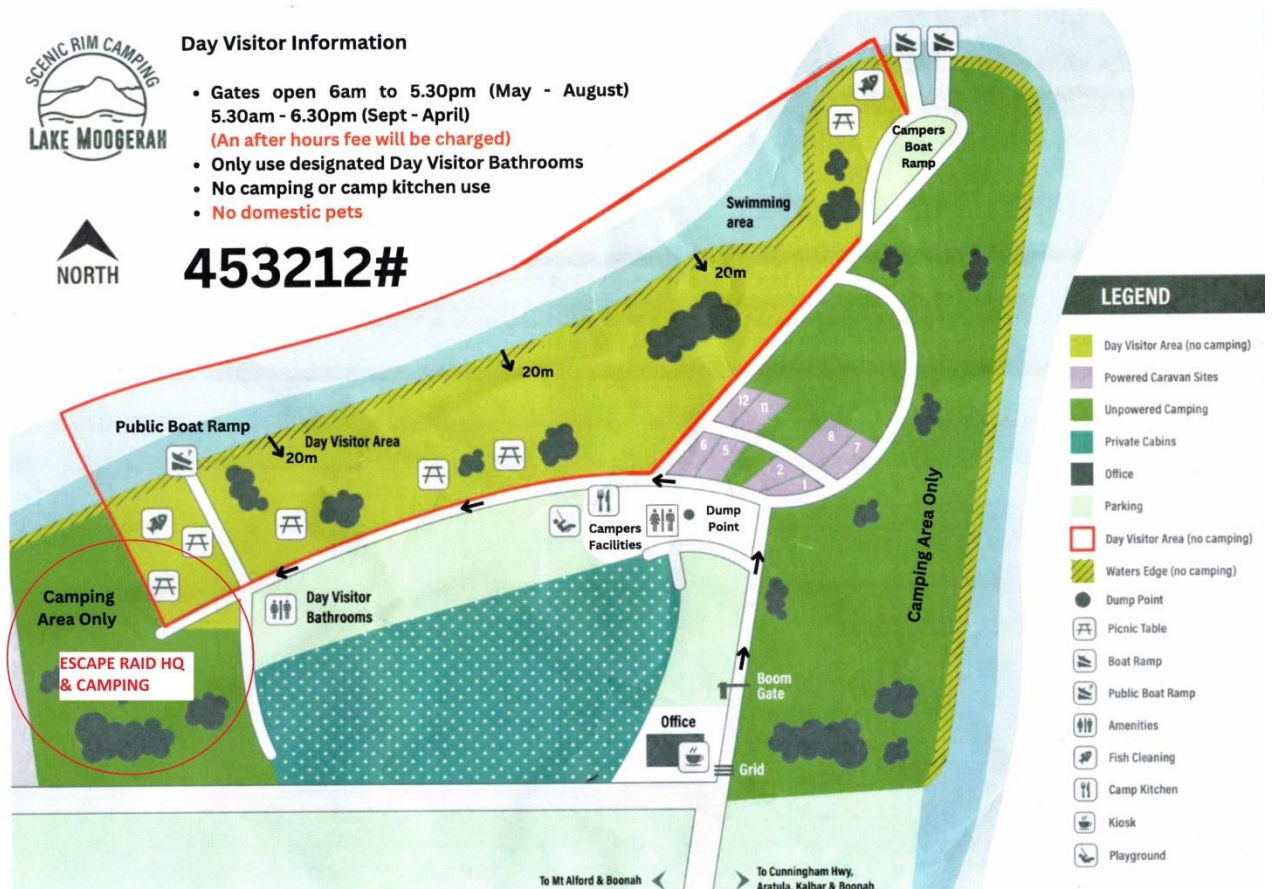 SCENIC RIM CAMPING
LAKE MOOGERAH
NORTH
Day Visitor Information
• Gates open 6am to 5.30pm (May - August)
5.30am - 6.30pm (Sept - April)
(An after hours fee will be charged)
• Only use designated Day Visitor Bathrooms
• No camping or camp kitchen use
• No domestic pets
453212#
Campers
Boat
Ramp
Swimming
area
20m
20m
Public Boat Ramp
Day Visitor Area
20m
12
11
6
5
8
7
2
1
Campers
Facilities
Dump
Point
Camping Area Only
Day Visitor
Bathrooms
Camping
Area Only
ESCAPE RAID HQ
& CAMPING
Boom
Gate
Office
Grid
To Mt Alford & Boonah
To Cunningham Hwy,
Aratula, Kalbar & Boonah
LEGEND
Day Visitor Area (no camping)
Powered Caravan Sites
Unpowered Camping
Private Cabins
Office
Parking
Day Visitor Area (no camping)
Waters Edge (no camping)
Dump Point
Picnic Table
Boat Ramp
P
Public Boat Ramp
Amenities
Fish Cleaning
Camp Kitchen
Kiosk
Playground